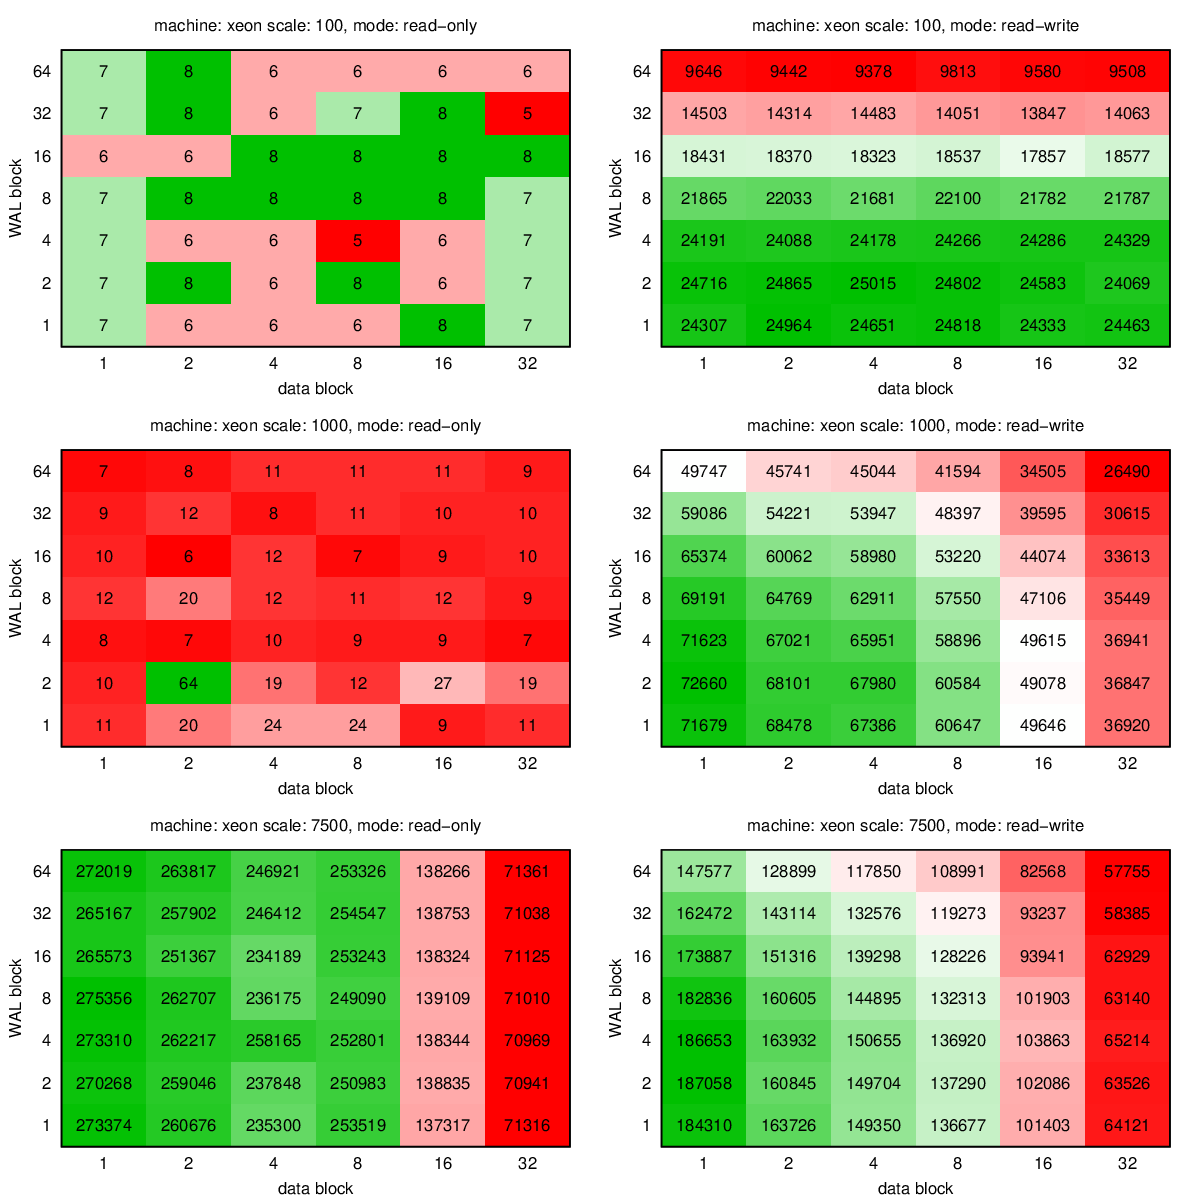 machine: xeon scale: 100, mode: read-only
WAL block
64 7 8 6 6 6 6
32 7 8 6 7 8 5
16 6 6 8 8 8 8
8 7 8 8 8 8 7
4 7 6 6 5 6 7
2 7 8 6 8 6 7
1 7 6 6 6 8 7
1 2 4 8 16 32
data block
machine: xeon scale: 100, mode: read-write
WAL block
64 9646 9442 9378 9813 9580 9508
32 14503 14314 14483 14051 13847 14063
16 18431 18370 18323 18537 17857 18577
8 21865 22033 21681 22100 21782 21787
4 24191 24088 24178 24266 24286 24329
2 24716 24865 25015 24802 24583 24069
1 24307 24964 24651 24818 24333 24463
1 2 4 8 16 32
data block
machine: xeon scale: 1000, mode: read-only
WAL block
64 7 8 11 11 11 9
32 9 12 8 11 10 10
16 10 6 12 7 9 10
8 12 20 12 11 12 9
4 8 7 10 9 9 7
2 10 64 19 12 27 19
1 11 20 24 24 9 11
1 2 4 8 16 32
data block
machine: xeon scale: 1000, mode: read-write
WAL block
64 49747 45741 45044 41594 34505 26490
32 59086 54221 53947 48397 39595 30615
16 65374 60062 58980 53220 44074 33613
8 69191 64769 62911 57550 47106 35449
4 71623 67021 65951 58896 49615 36941
2 72660 68101 67980 60584 49078 36847
1 71679 68478 67386 60647 49646 36920
1 2 4 8 16 32
data block
machine: xeon scale: 7500, mode: read-only
WAL block
64 272019 263817 246921 253326 138266 71361
32 265167 257902 246412 254547 138753 71038
16 265573 251367 234189 253243 138324 71125
8 275356 262707 236175 249090 139109 71010
4 273310 262217 258165 252801 138344 70969
2 270268 259046 237848 250983 138835 70941
1 273374 260676 235300 253519 137317 71316
1 2 4 8 16 32
data block
machine: xeon scale: 7500, mode: read-write
WAL block
64 147577 128899 117850 108991 82568 57755
32 162472 143114 132576 119273 93237 58385
16 173887 151316 139298 128226 93941 62929
8 182836 160605 144895 132313 101903 63140
4 186653 163932 150655 136920 103863 65214
2 187058 160845 149704 137290 102086 63526
1 184310 163726 149350 136677 101403 64121
1 2 4 8 16 32
data block